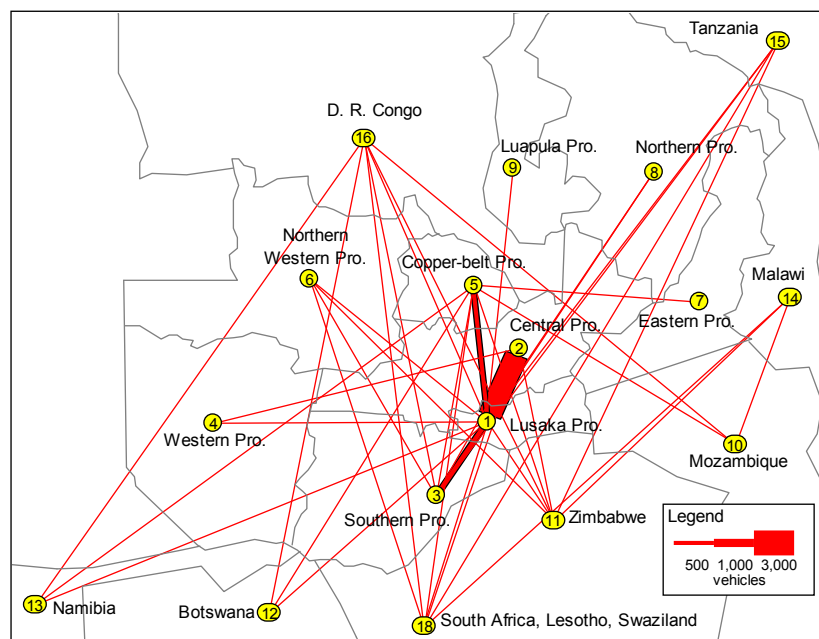 Tanzania
15
D. R. Congo
16
Luapula Pro.
9
Northern Pro.
8
Northern
Western Pro.
6
Copper-belt Pro.
5
Malawi
14
7
Eastern Pro.
Central Pro.
2
4
Western Pro.
1
Lusaka Pro.
10
Mozambique
3
Southern Pro.
11
Zimbabwe
Legend
500 1,000 3,000
vehicles
13
Namibia
Botswana
12
18
South Africa, Lesotho, Swaziland